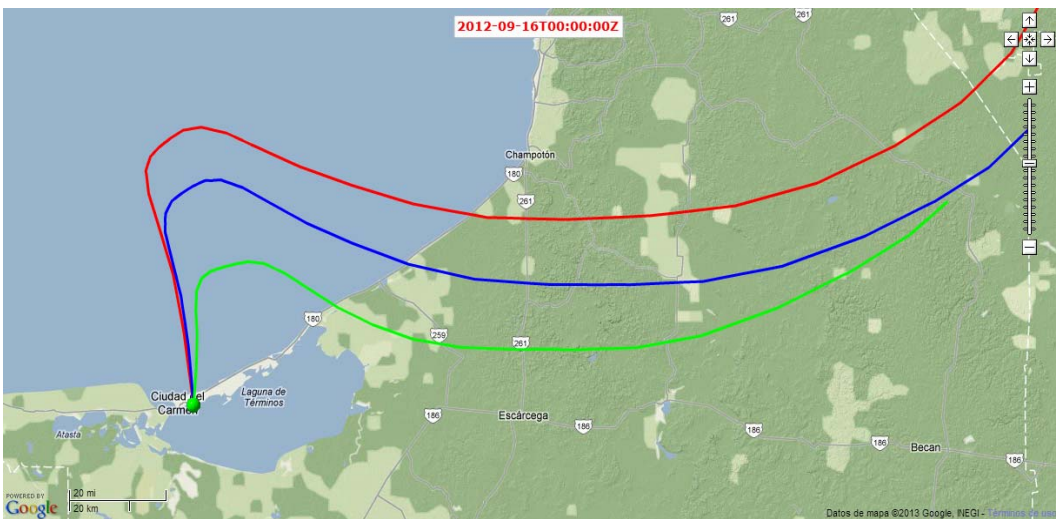 2012-09-16T00:00:00Z
261
261
Champotón
180
261
180
259
261
Ciudad del
Carmen
Laguna de
Términos
Atasta
186
Escárcega
186
186
186
Becan
186
POWERED BY
Google
20 mi
20 km
Datos de mapa ©2013 Google, INEGI - Términos de uso